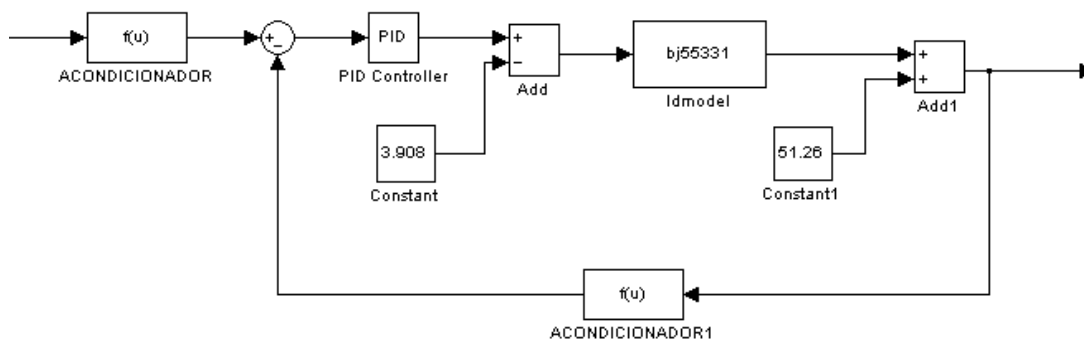 f(u)
ACONDICIONADOR
+
−
PID
PID Controller
+
−
Add
bj55331
Idmodel
+
+
Add1
3.908
Constant
51.26
Constant1
f(u)
ACONDICIONADOR1